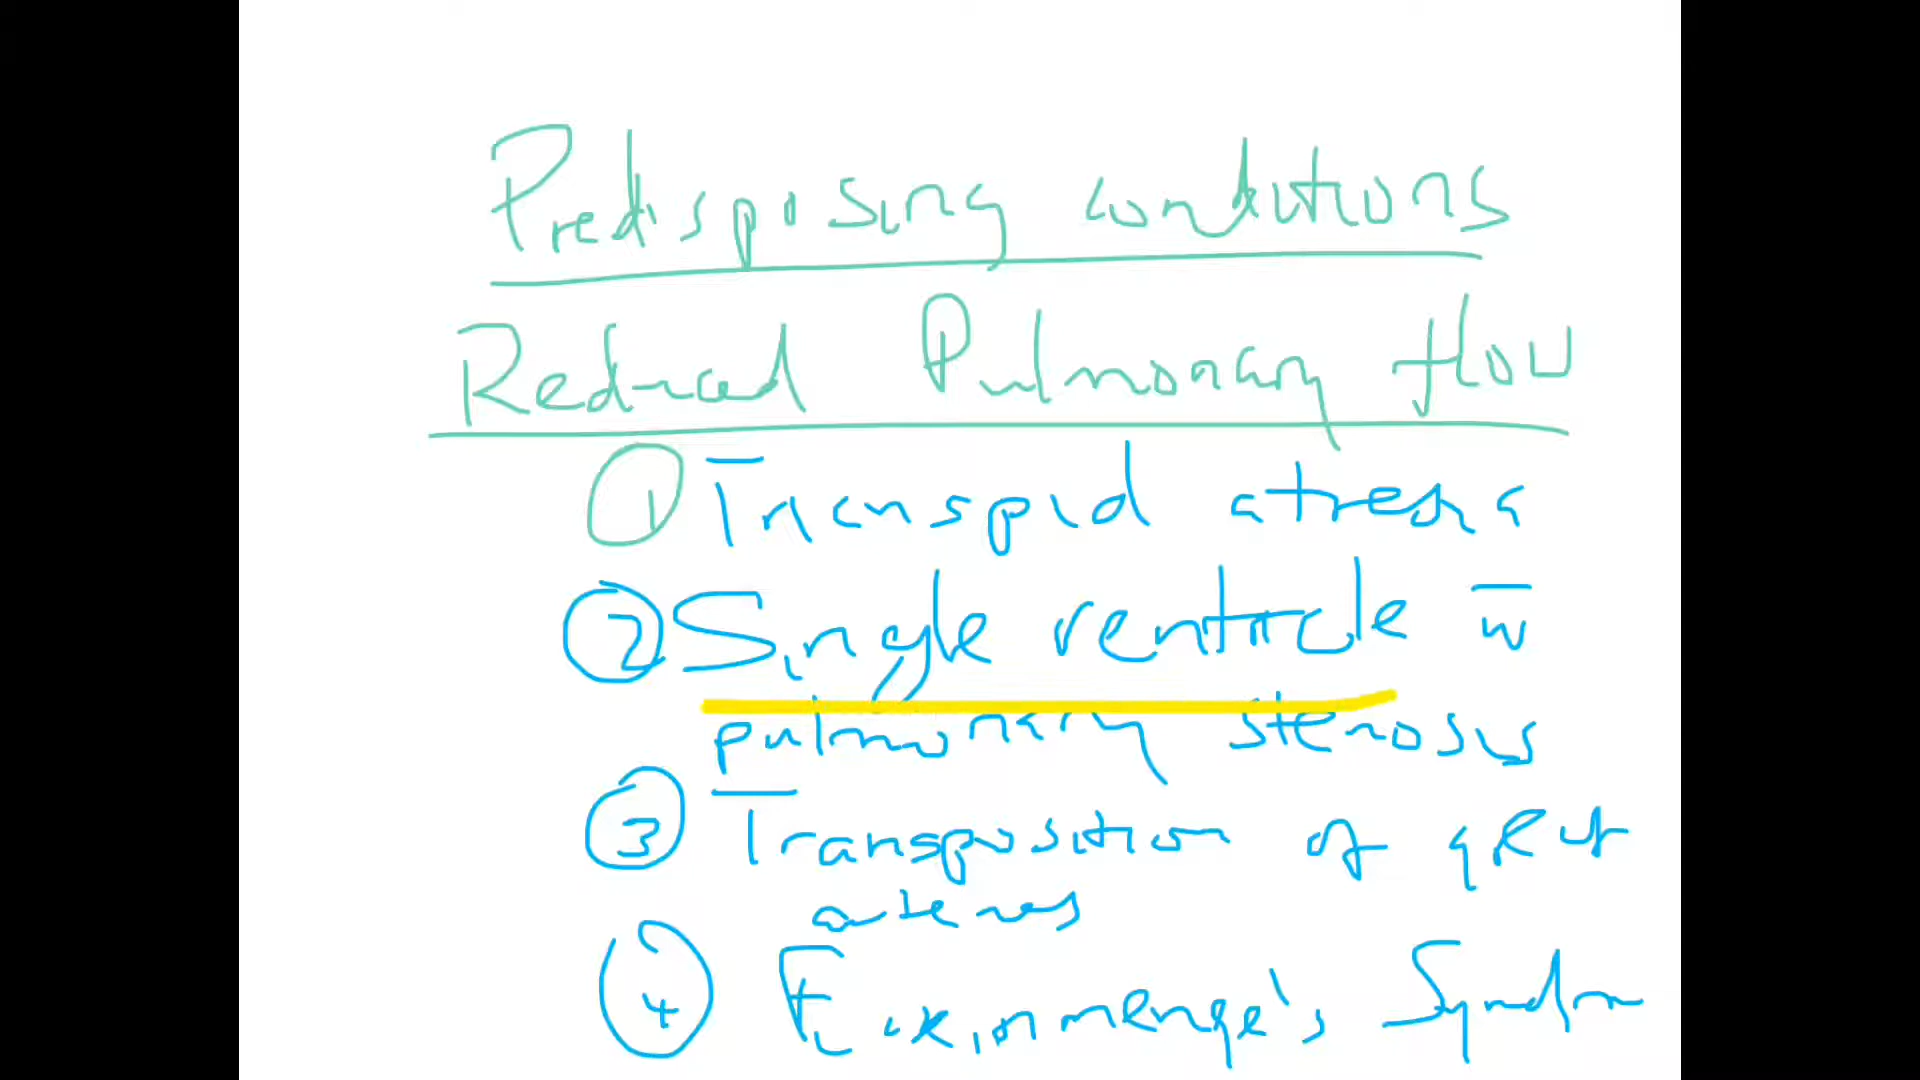 Predisposing conditions
Reduced Pulmonary flow
① Tricuspid atresia
② Single ventricle w̄
pulmonary stenosis
③ Transposition of great
arteries
④ Eisenmenger's Syndrom